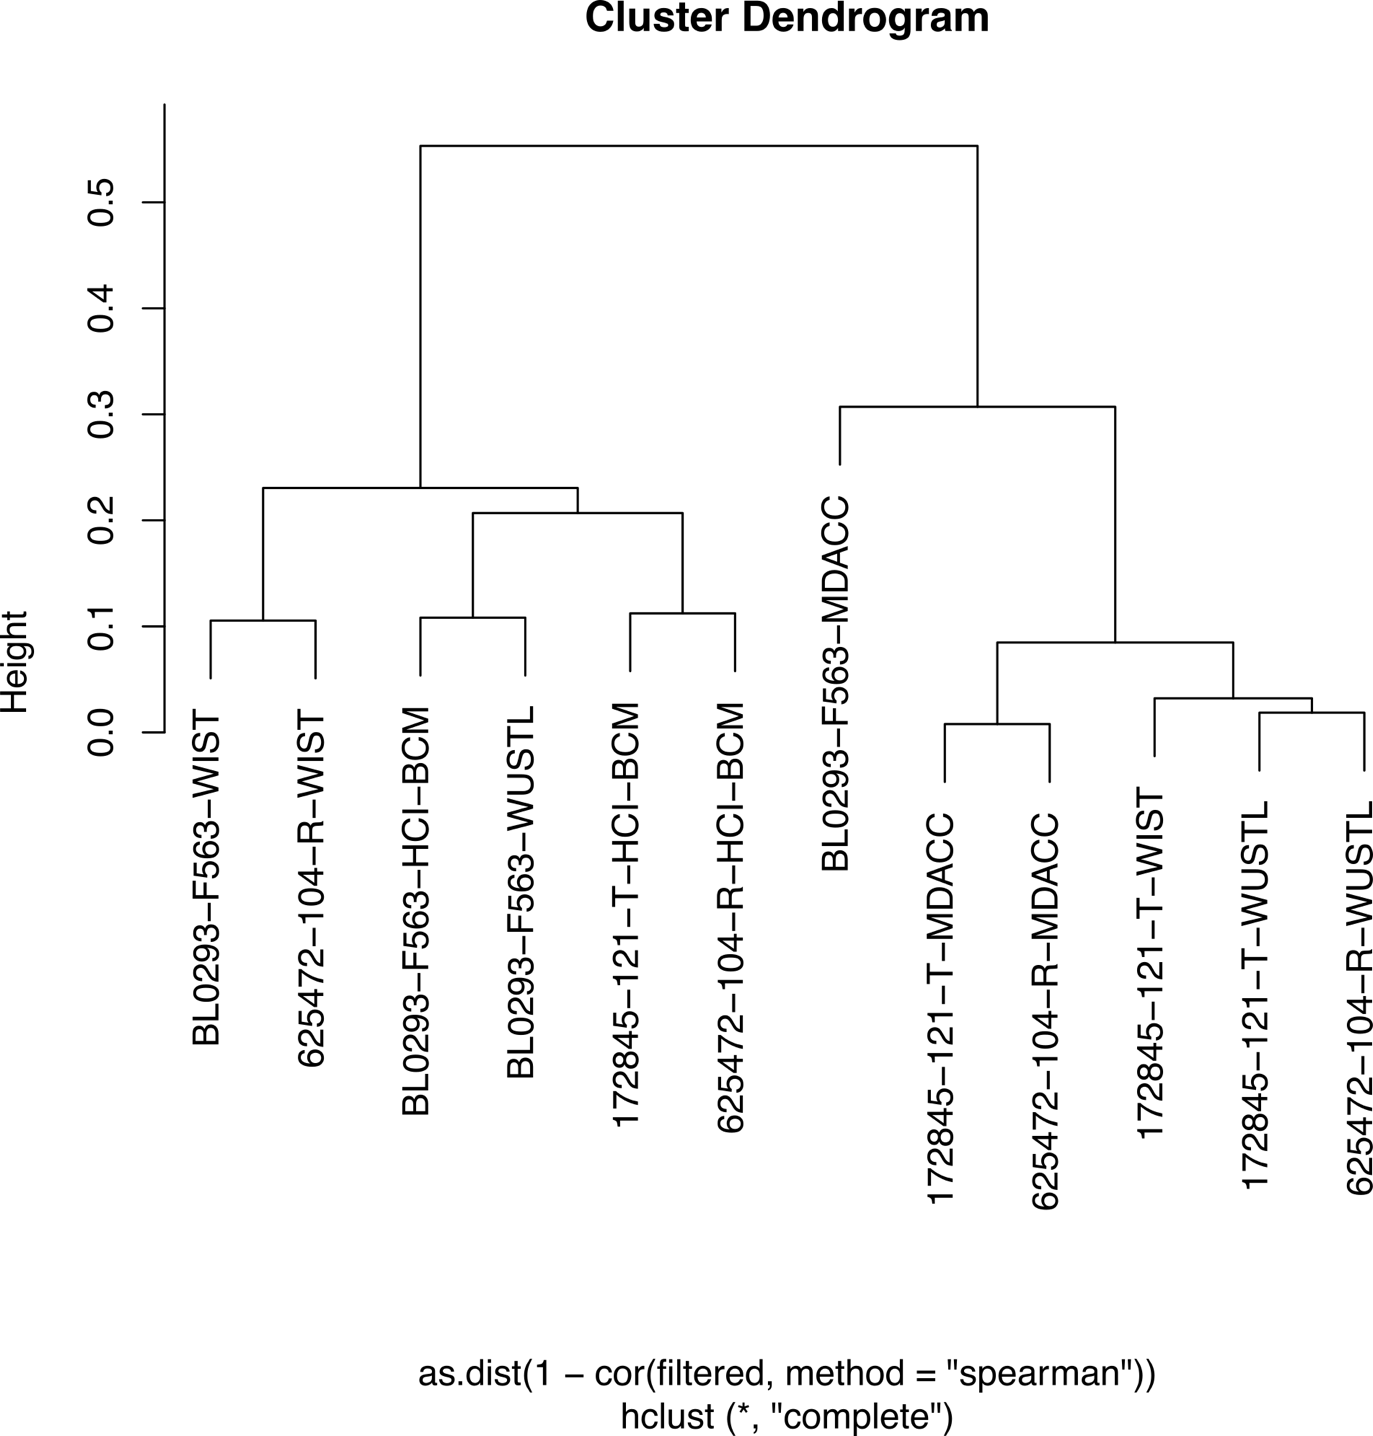 Cluster Dendrogram
Height
0.5
0.4
0.3
0.2
0.1
0.0
BL0293−F563−WIST
625472−104−R−WIST
BL0293−F563−HCI−BCM
BL0293−F563−WUSTL
172845−121−T−HCI−BCM
625472−104−R−HCI−BCM
BL0293−F563−MDACC
172845−121−T−MDACC
625472−104−R−MDACC
172845−121−T−WIST
172845−121−T−WUSTL
625472−104−R−WUSTL
as.dist(1 − cor(filtered, method = "spearman"))
hclust (*, "complete")